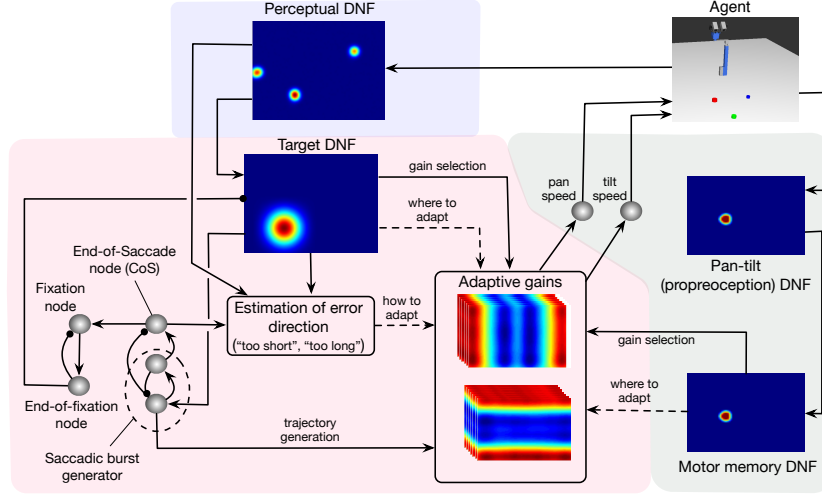 Perceptual DNF
Agent
Target DNF
gain selection
where to
adapt
pan
speed
tilt
speed
End-of-Saccade
node (CoS)
Fixation
node
Estimation of error
direction
(“too short”, “too long”)
how to
adapt
Adaptive gains
Pan-tilt
(propreoception) DNF
gain selection
where to
adapt
End-of-fixation
node
trajectory
generation
Saccadic burst
generator
Motor memory DNF